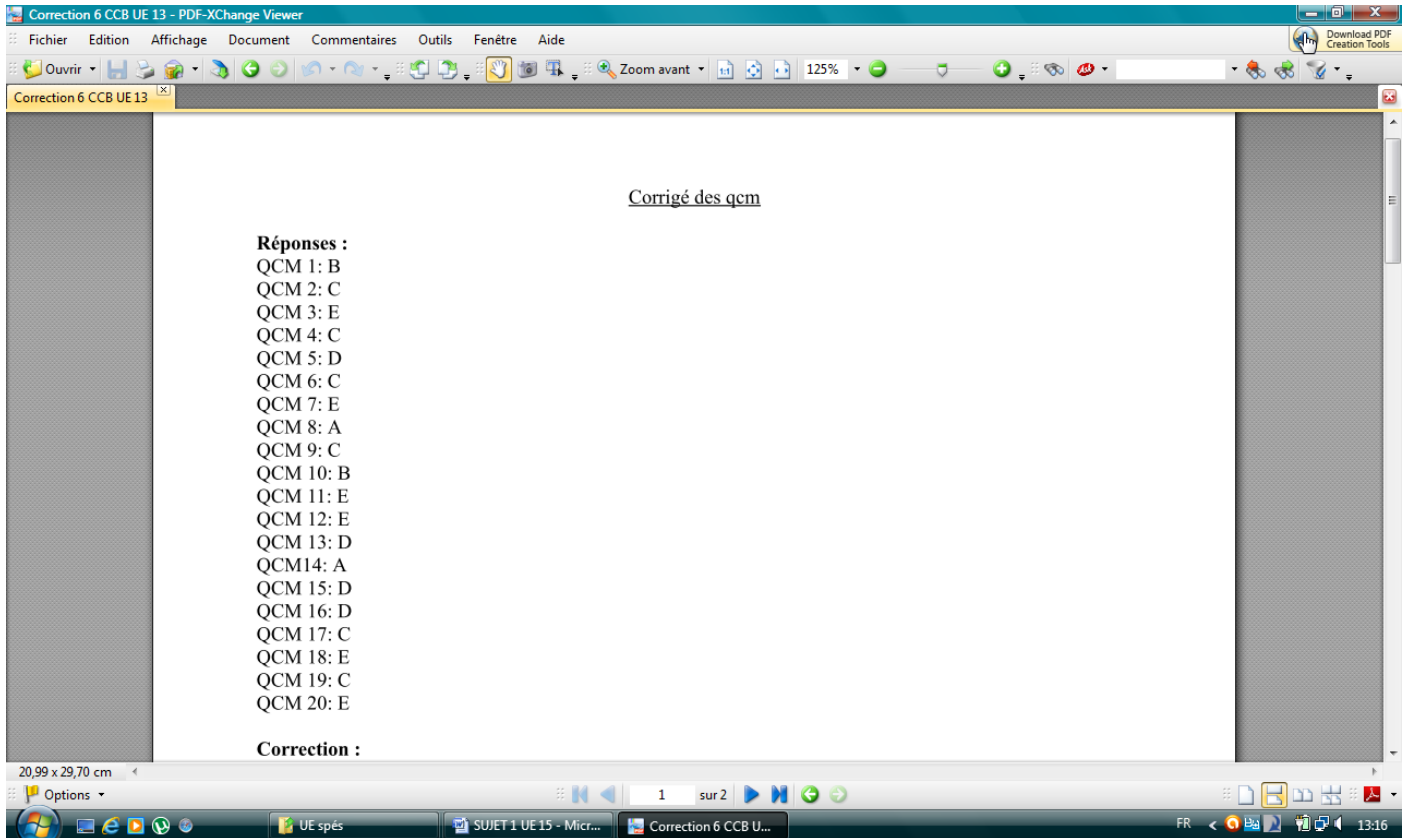 Correction 6 CCB UE 13 - PDF-XChange Viewer
Fichier Edition Affichage Document Commentaires Outils Fenêtre Aide
Download PDF
Creation Tools
Ouvrir Zoom avant 1:1 125%
Correction 6 CCB UE 13
Corrigé des qcm
Réponses :
QCM 1: B
QCM 2: C
QCM 3: E
QCM 4: C
QCM 5: D
QCM 6: C
QCM 7: E
QCM 8: A
QCM 9: C
QCM 10: B
QCM 11: E
QCM 12: E
QCM 13: D
QCM14: A
QCM 15: D
QCM 16: D
QCM 17: C
QCM 18: E
QCM 19: C
QCM 20: E
Correction :
20,99 x 29,70 cm
Options 1 sur 2
UE spés SUJET 1 UE 15 - Micr... Correction 6 CCB U... FR 13:16